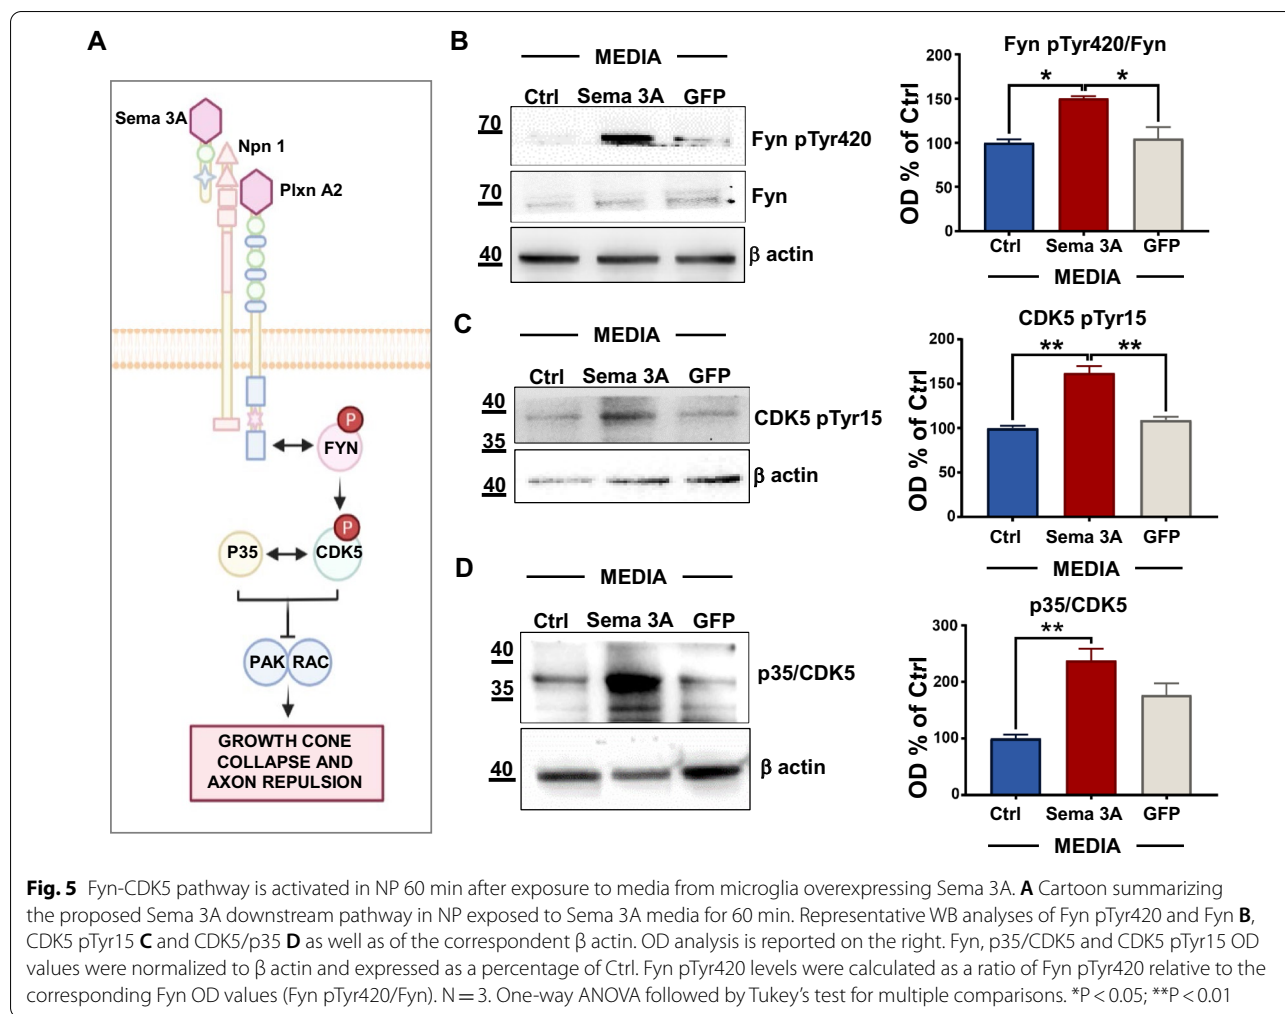 A
Sema 3A
Npn 1
Plxn A2
P
FYN
P
P35
CDK5
PAK RAC
GROWTH CONE
COLLAPSE AND
AXON REPULSION
B
MEDIA
Ctrl Sema 3A GFP
70
Fyn pTyr420
70
Fyn
40
β actin
Fyn pTyr420/Fyn
OD % of Ctrl
200
150
100
50
0
* *
Ctrl Sema 3A GFP
MEDIA
C
MEDIA
Ctrl Sema 3A GFP
40
35
CDK5 pTyr15
40
β actin
CDK5 pTyr15
OD % of Ctrl
200
150
100
50
0
** **
Ctrl Sema 3A GFP
MEDIA
D
MEDIA
Ctrl Sema 3A GFP
40
35
p35/CDK5
40
β actin
p35/CDK5
OD % of Ctrl
300
200
100
0
**
Ctrl Sema 3A GFP
MEDIA
Fig. 5 Fyn-CDK5 pathway is activated in NP 60 min after exposure to media from microglia overexpressing Sema 3A. A Cartoon summarizing
the proposed Sema 3A downstream pathway in NP exposed to Sema 3A media for 60 min. Representative WB analyses of Fyn pTyr420 and Fyn B,
CDK5 pTyr15 C and CDK5/p35 D as well as of the correspondent β actin. OD analysis is reported on the right. Fyn, p35/CDK5 and CDK5 pTyr15 OD
values were normalized to β actin and expressed as a percentage of Ctrl. Fyn pTyr420 levels were calculated as a ratio of Fyn pTyr420 relative to the
corresponding Fyn OD values (Fyn pTyr420/Fyn). N = 3. One-way ANOVA followed by Tukey's test for multiple comparisons. *P < 0.05; **P < 0.01